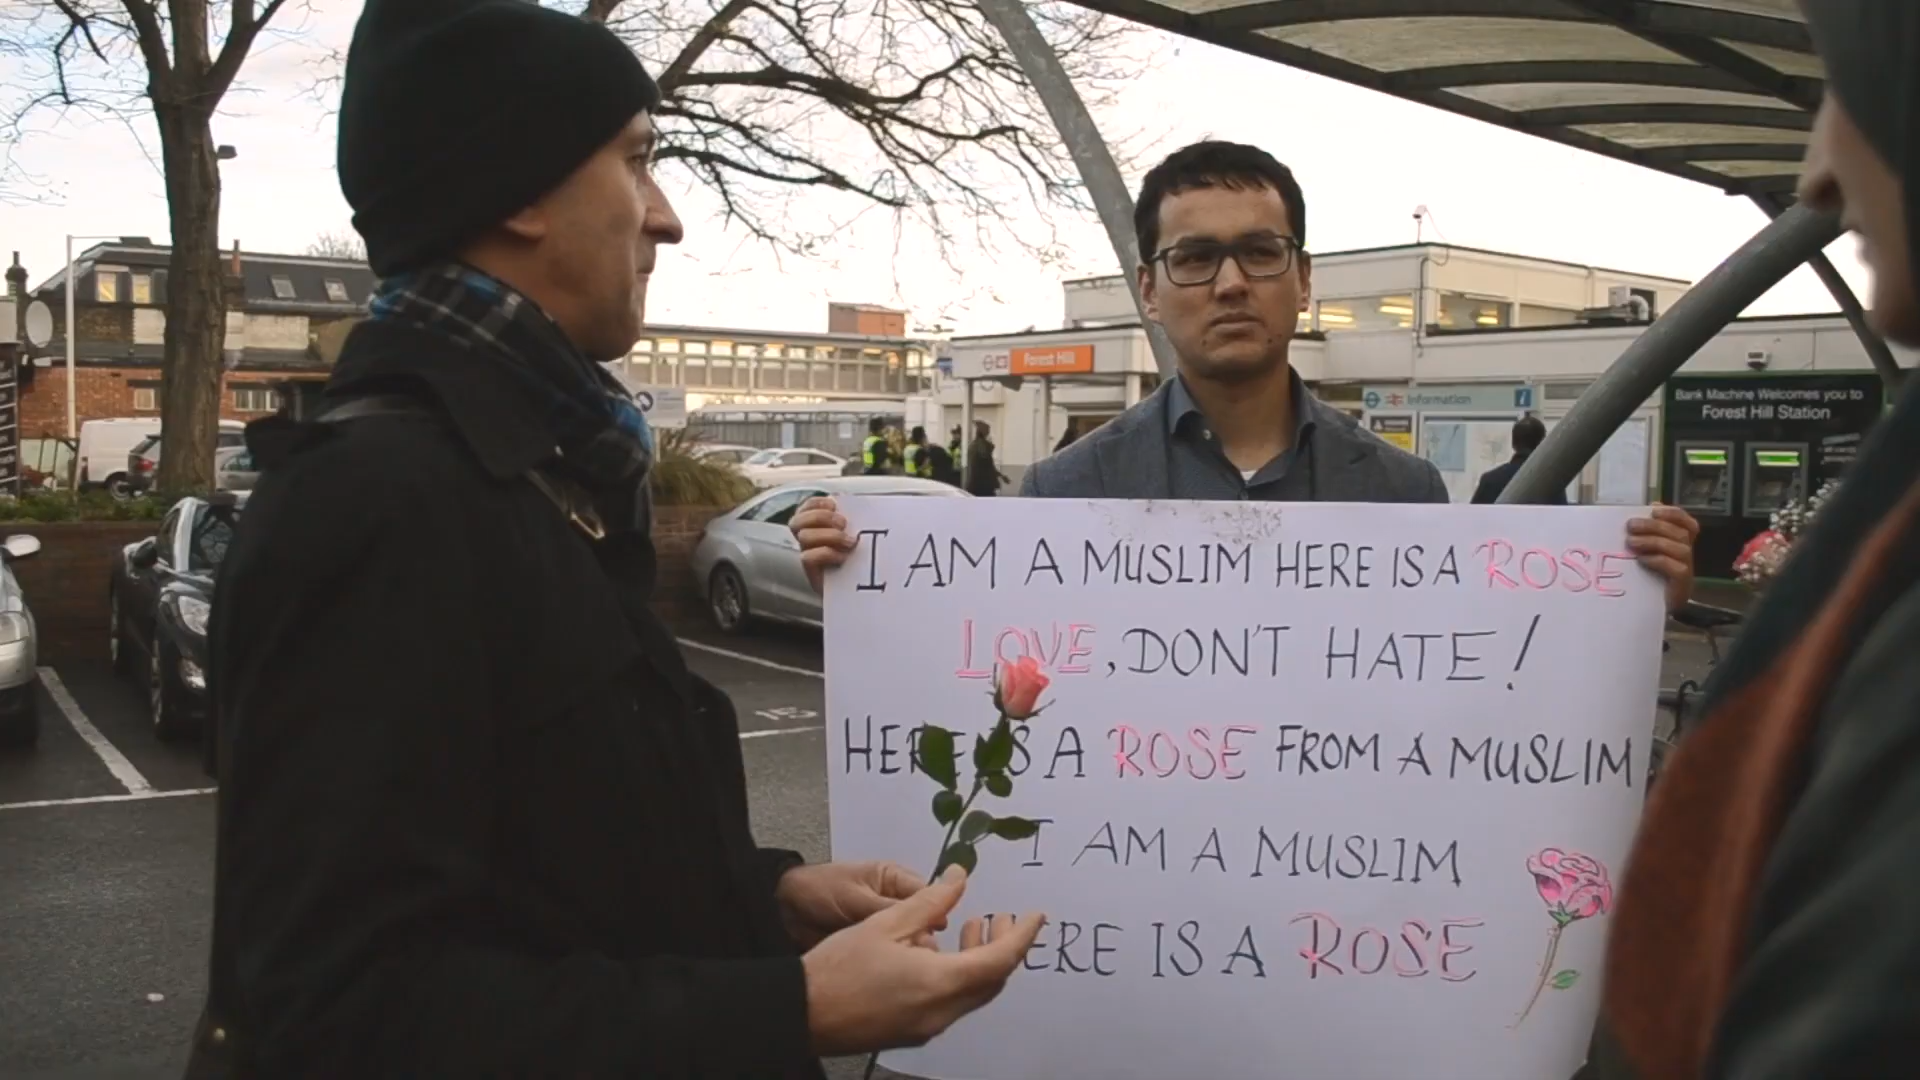 Forest Hill
Information
i
Bank Machine Welcomes you to
Forest Hill Station
15
I AM A MUSLIM HERE IS A ROSE
LOVE, DON'T HATE!
HERE IS A ROSE FROM A MUSLIM
I AM A MUSLIM
HERE IS A ROSE